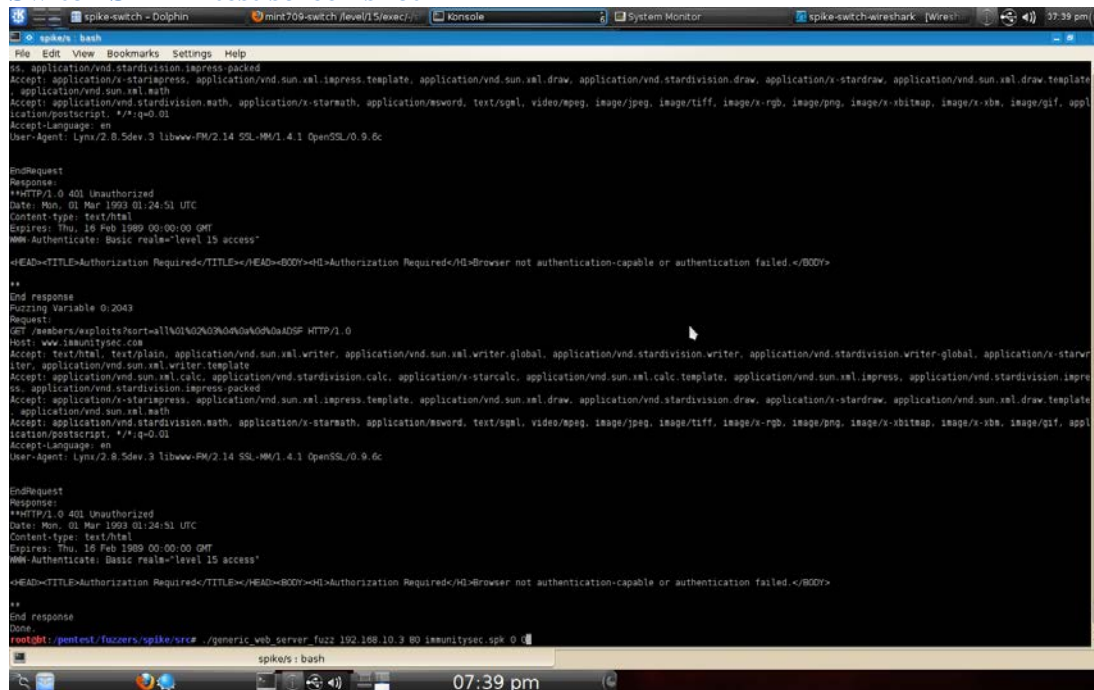 spike-switch – Dolphin
mint709-switch /level/15/exec/-/
Konsole
System Monitor
spike-switch-wireshark [Wiresh
37:39 pm
spike/s : bash
File Edit View Bookmarks Settings Help
ss, application/vnd.stardivision.impress-packed
Accept: application/x-starimpress, application/vnd.sun.xml.impress.template, application/vnd.sun.xml.draw, application/vnd.stardivision.draw, application/x-stardraw, application/vnd.sun.xml.draw.template
, application/vnd.sun.xml.math
Accept: application/vnd.stardivision.math, application/x-starmath, application/msword, text/sgml, video/mpeg, image/jpeg, image/tiff, image/x-rgb, image/png, image/x-xbitmap, image/x-xbm, image/gif, appl
ication/postscript, */*;q=0.01
Accept-Language: en
User-Agent: Lynx/2.8.5dev.3 libwww-FM/2.14 SSL-MM/1.4.1 OpenSSL/0.9.6c
EndRequest
Response:
**HTTP/1.0 401 Unauthorized
Date: Mon, 01 Mar 1993 01:24:51 UTC
Content-type: text/html
Expires: Thu, 16 Feb 1989 00:00:00 GMT
WWW-Authenticate: Basic realm="level 15 access"
<HEAD><TITLE>Authorization Required</TITLE></HEAD><BODY><H1>Authorization Required</H1>Browser not authentication-capable or authentication failed.</BODY>
**
End response
Fuzzing Variable 0:2043
Request:
GET /members/exploits?sort=all%01%02%03%04%0a%0d%0aADSF HTTP/1.0
Host: www.immunitysec.com
Accept: text/html, text/plain, application/vnd.sun.xml.writer, application/vnd.sun.xml.writer.global, application/vnd.stardivision.writer, application/vnd.stardivision.writer-global, application/x-starwr
iter, application/vnd.sun.xml.writer.template
Accept: application/vnd.sun.xml.calc, application/vnd.stardivision.calc, application/x-starcalc, application/vnd.sun.xml.calc.template, application/vnd.sun.xml.impress, application/vnd.stardivision.impre
ss, application/vnd.stardivision.impress-packed
Accept: application/x-starimpress, application/vnd.sun.xml.impress.template, application/vnd.sun.xml.draw, application/vnd.stardivision.draw, application/x-stardraw, application/vnd.sun.xml.draw.template
, application/vnd.sun.xml.math
Accept: application/vnd.stardivision.math, application/x-starmath, application/msword, text/sgml, video/mpeg, image/jpeg, image/tiff, image/x-rgb, image/png, image/x-xbitmap, image/x-xbm, image/gif, appl
ication/postscript, */*;q=0.01
Accept-Language: en
User-Agent: Lynx/2.8.5dev.3 libwww-FM/2.14 SSL-MM/1.4.1 OpenSSL/0.9.6c
EndRequest
Response:
**HTTP/1.0 401 Unauthorized
Date: Mon, 01 Mar 1993 01:24:51 UTC
Content-type: text/html
Expires: Thu, 16 Feb 1989 00:00:00 GMT
WWW-Authenticate: Basic realm="level 15 access"
<HEAD><TITLE>Authorization Required</TITLE></HEAD><BODY><H1>Authorization Required</H1>Browser not authentication-capable or authentication failed.</BODY>
**
End response
Done.
root@bt:/pentest/fuzzers/spike/src# ./generic_web_server_fuzz 192.168.10.3 80 immunitysec.spk 0 0
spike/s : bash
07:39 pm